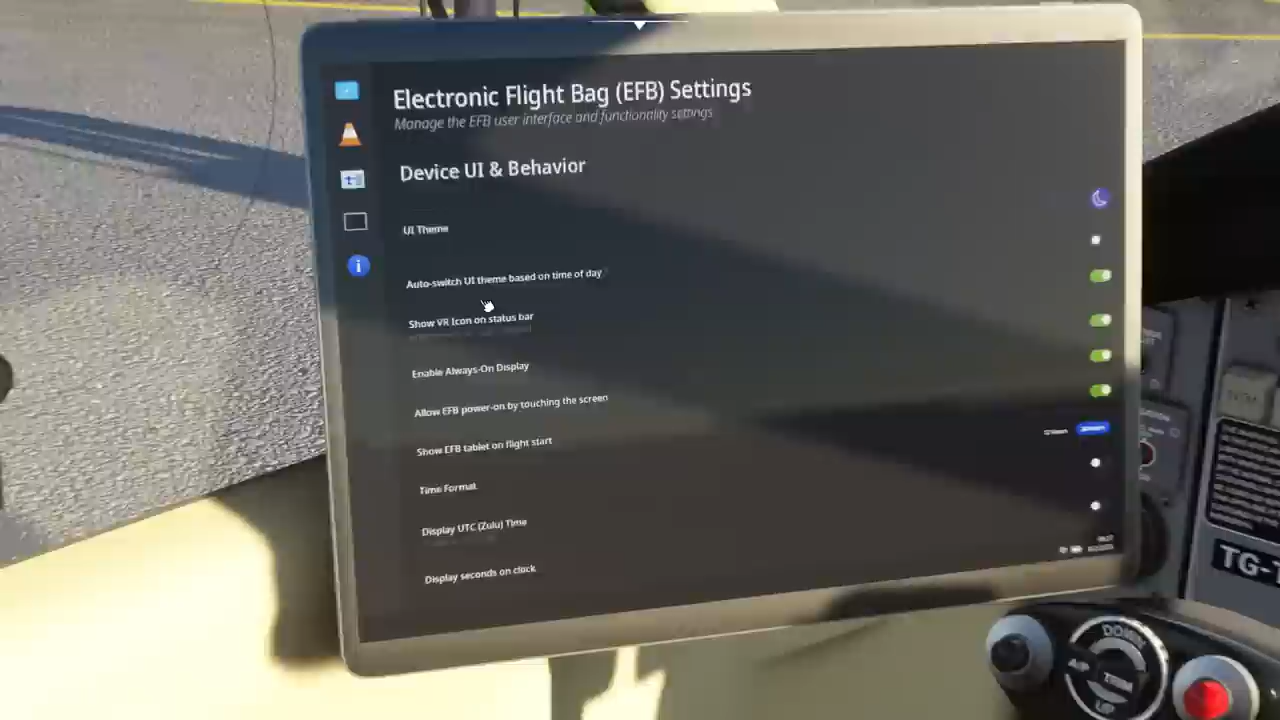 Electronic Flight Bag (EFB) Settings
Manage the EFB user interface and functionality settings
Device UI & Behavior
UI Theme
Auto-switch UI theme based on time of day
Show VR Icon on status bar
Enable Always-On Display
Allow EFB power-on by touching the screen
Show EFB tablet on flight start
Time Format
Display UTC (Zulu) Time
Display seconds on clock
TG-1
DOWN
A/P
TRIM
UP